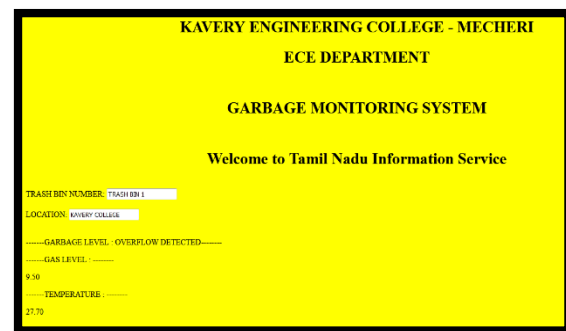 KAVERY ENGINEERING COLLEGE - MECHERI
ECE DEPARTMENT
GARBAGE MONITORING SYSTEM
Welcome to Tamil Nadu Information Service
TRASH BIN NUMBER: TRASH BIN 1
LOCATION: KAVERY COLLEGE
-------GARBAGE LEVEL : OVERFLOW DETECTED-------
-------GAS LEVEL : -------
9.50
-------TEMPERATURE : -------
27.70